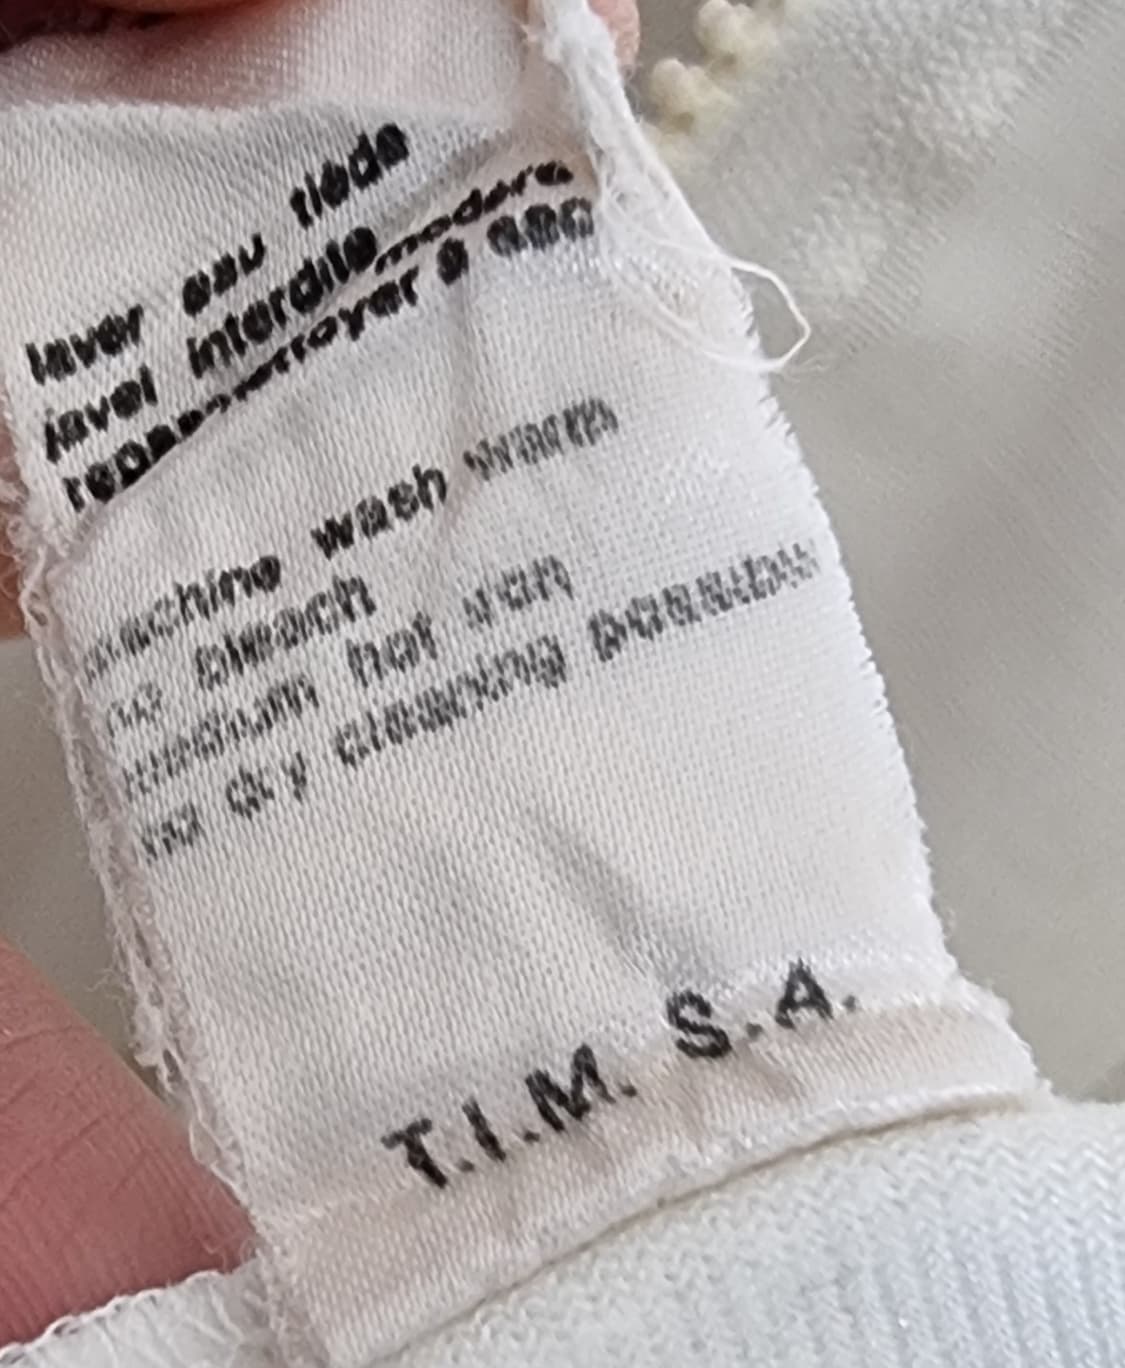 laver eau tiède
javel interdite
modéré
nettoyer à sec
machine wash warm
no bleach
medium hot iron
no dry cleaning possible
T.I.M. S.A.